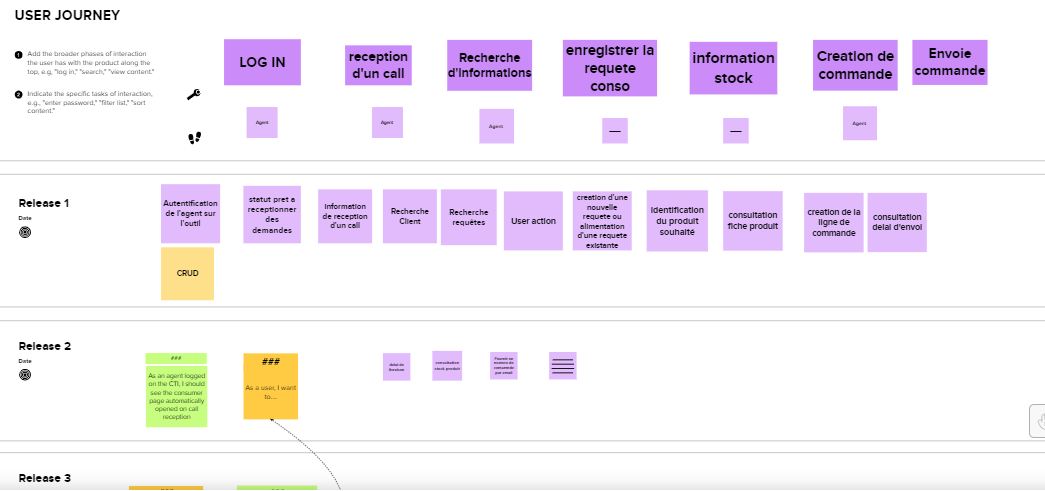 USER JOURNEY
1 Add the broader phases of interaction
the user has with the product along the
top, e.g, "log in," "search," "view content."
2 Indicate the specific tasks of interaction,
e.g., "enter password," "filter list," "sort
content."
LOG IN
reception
d'un call
Recherche
d'informations
enregistrer la
requete
conso
information
stock
Creation de
commande
Envoie
commande
Agent
Agent
Agent
—
—
Agent
Release 1
Date
Autentification
de l'agent sur
l'outil
statut pret a
receptionner
des
demandes
information
de reception
d'un call
Recherche
Client
Recherche
requêtes
User action
creation d'une
nouvelle
requete ou
alimentation
d'une requete
existante
identification
du produit
souhaité
consultation
fiche produit
creation de la
ligne de
commande
consultation
delai d'envoi
CRUD
Release 2
Date
###
As an agent logged
on the CTI, I should
see the consumer
page automatically
opened on call
reception
###
As a user, I want
to...
consultation
stock produit
par email
Release 3
###
###